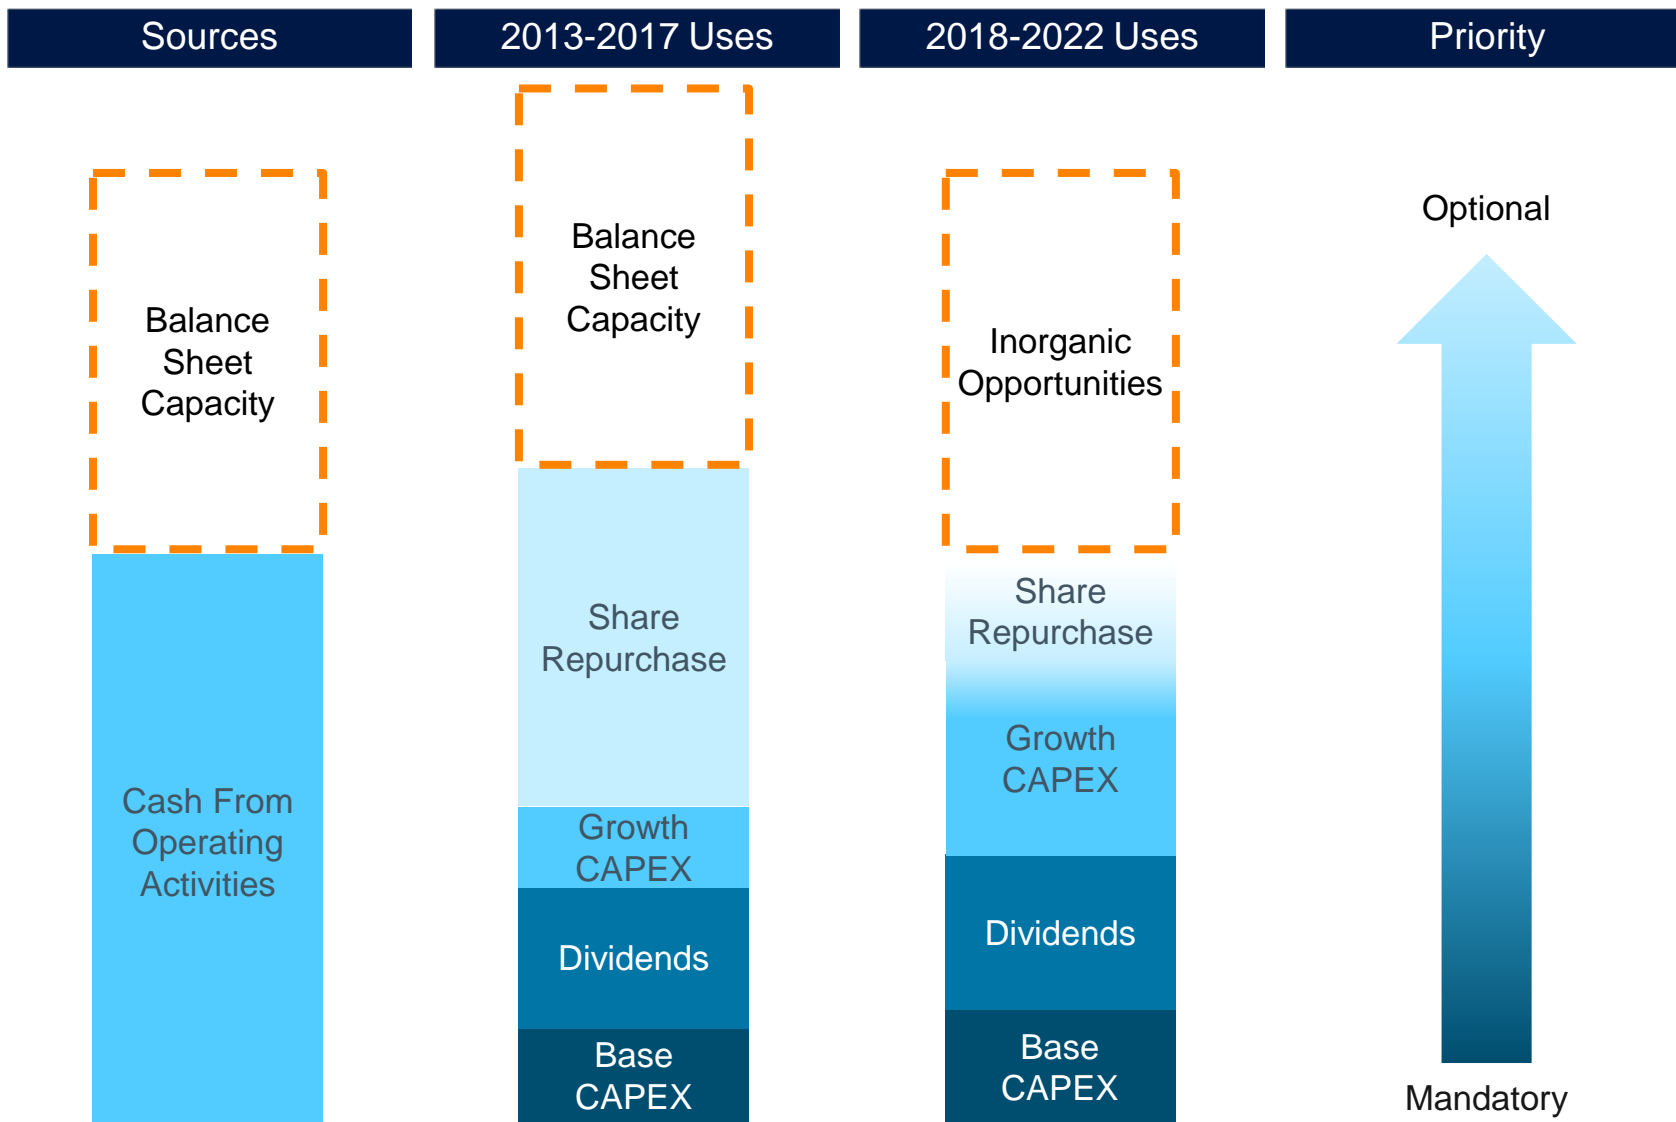 Sources
2013-2017 Uses
2018-2022 Uses
Priority
Balance
Sheet
Capacity
Cash From
Operating
Activities
Balance
Sheet
Capacity
Share
Repurchase
Growth
CAPEX
Dividends
Base
CAPEX
Inorganic
Opportunities
Share
Repurchase
Growth
CAPEX
Dividends
Base
CAPEX
Optional
Mandatory